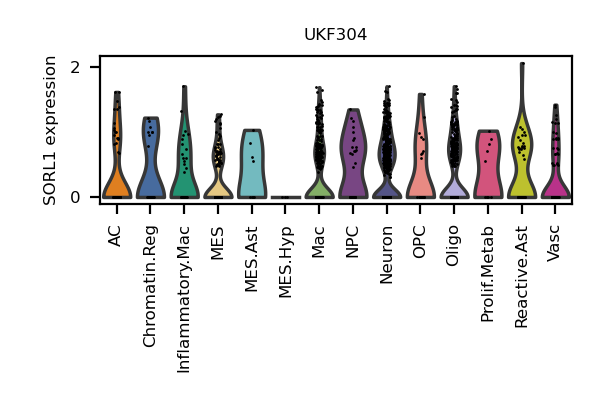 UKF304
SORL1 expression
2
0
AC
Chromatin.Reg
Inflammatory.Mac
MES
MES.Ast
MES.Hyp
Mac
NPC
Neuron
OPC
Oligo
Prolif.Metab
Reactive.Ast
Vasc